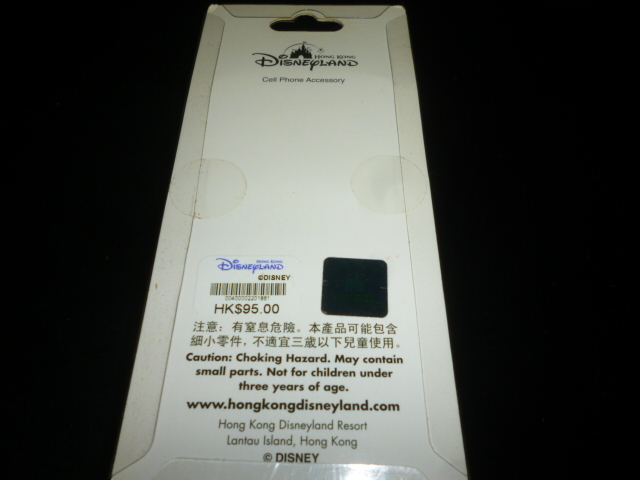 HONG KONG
DISNEYLAND
Cell Phone Accessory
HONG KONG
DISNEYLAND
©DISNEY
HK$95.00
注意：有窒息危險。本產品可能包含
細小零件，不適宜三歲以下兒童使用。
Caution: Choking Hazard. May contain
small parts. Not for children under
three years of age.
www.hongkongdisneyland.com
Hong Kong Disneyland Resort
Lantau Island, Hong Kong
© DISNEY